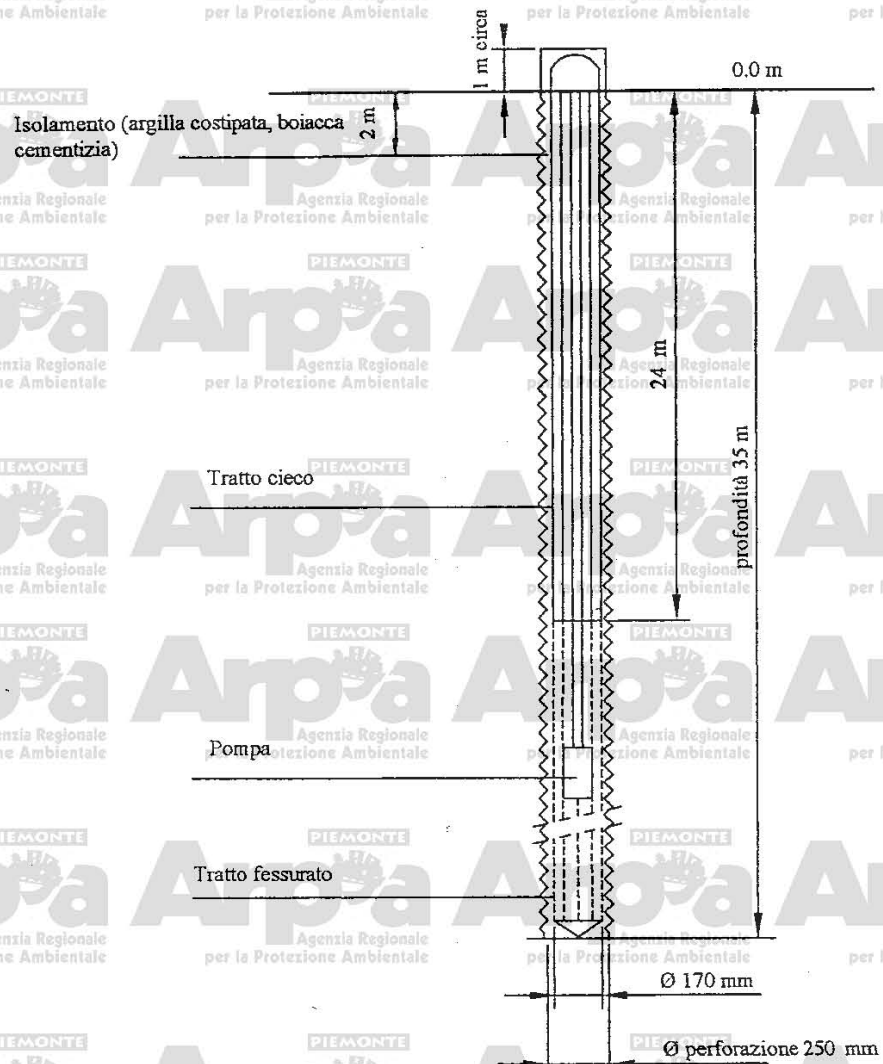 1 m circa
0.0 m
Isolamento (argilla costipata, boiacca
cementizia)
2 m
24 m
profondità 35 m
Tratto cieco
Pompa
Tratto fessurato
Ø 170 mm
Ø perforazione 250 mm
PIEMONTE
Arpa
Agenzia Regionale
per la Protezione Ambientale